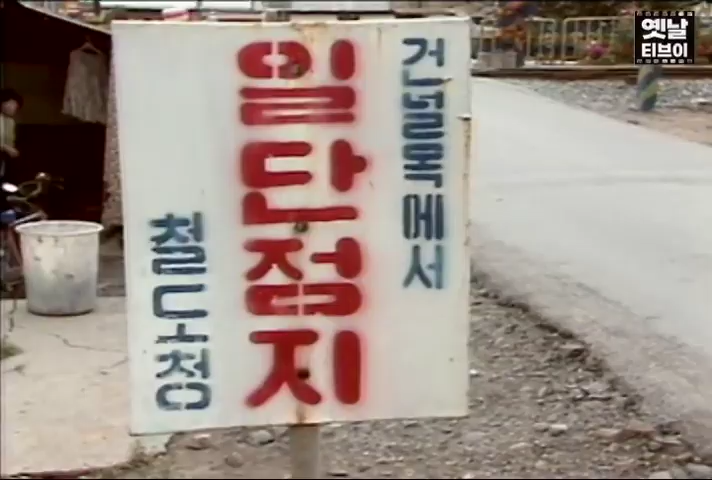 건널목에서
일단정지
철도청
옛날
티브이